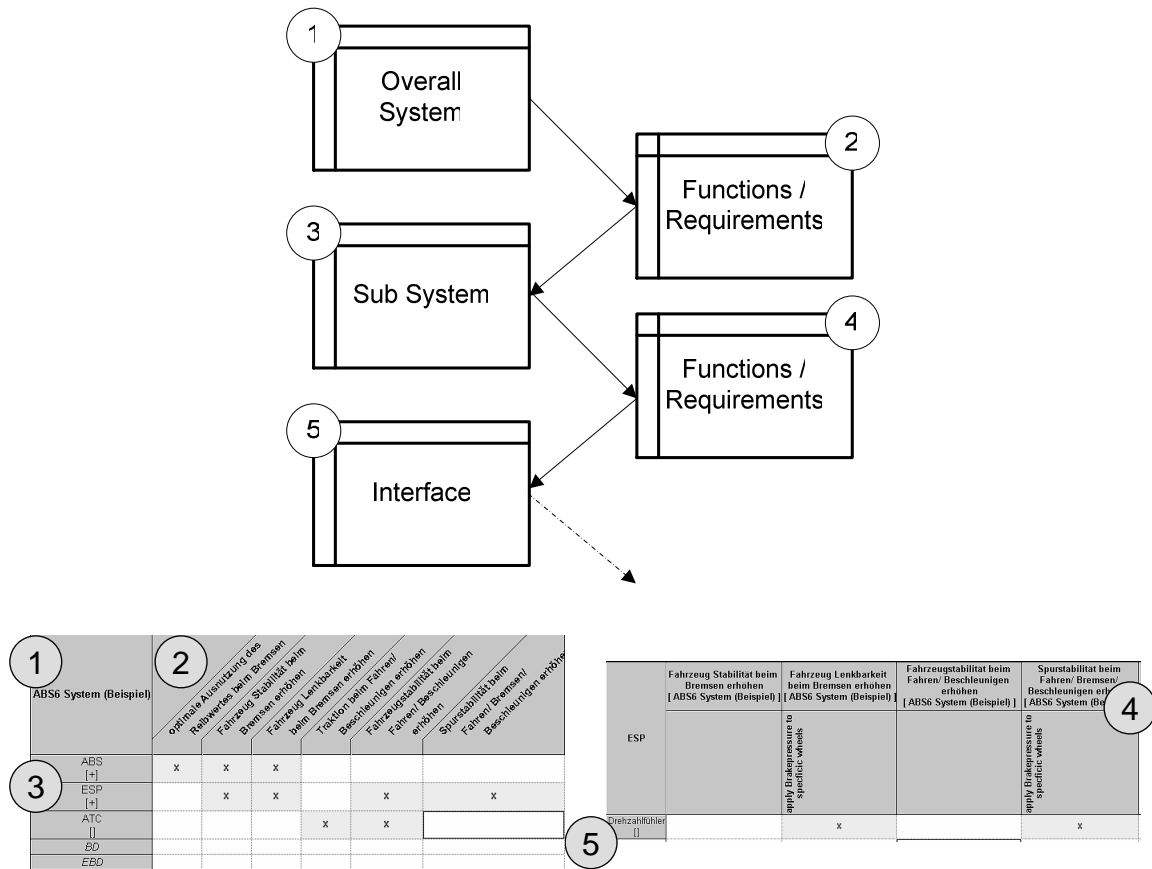 1
Overall
System
2
Functions /
Requirements
3
Sub System
4
Functions /
Requirements
5
Interface
1
2
ABS6 System (Beispiel)
optimale Ausnutzung des
Reibwertes beim Bremsen
Fahrzeug Stabilität beim
Bremsen erhöhen
Fahrzeug Lenkbarkeit
beim Bremsen erhöhen
Traktion beim Fahren/
Beschleunigen erhöhen
Fahrzeugstabilität beim
Fahren/ Beschleunigen
erhöhen
Spurstabilität beim
Fahren/ Bremsen/
Beschleunigen erhöhe
3
ABS
[+]
x x x
ESP
[+]
x x x x
ATC
[]
x x
BD
EBD
ESP
Fahrzeug Stabilität beim
Bremsen erhöhen
[ ABS6 System (Beispiel) ]
Fahrzeug Lenkbarkeit
beim Bremsen erhöhen
[ ABS6 System (Beispiel) ]
Fahrzeugstabilität beim
Fahren/ Beschleunigen
erhöhen
[ ABS6 System (Beispiel) ]
Spurstabilität beim
Fahren/ Bremsen/
Beschleunigen erh
[ ABS6 System (Be
4
apply Brakepressure to
specficic wheels
apply Brakepressure to
specficic wheels
5
Drehzahlfühler
[]
x x